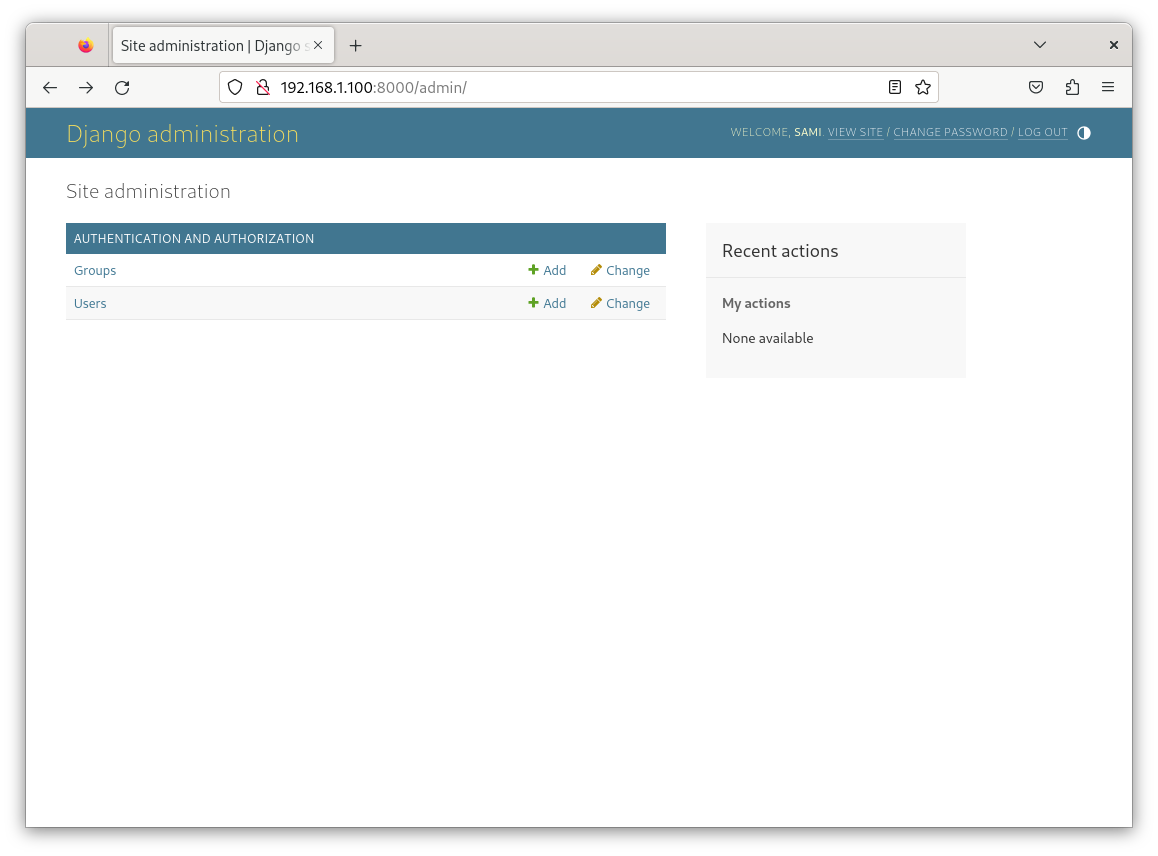 Site administration | Django s
192.168.1.100:8000/admin/
Django administration
WELCOME, SAMI. VIEW SITE / CHANGE PASSWORD / LOG OUT
Site administration
AUTHENTICATION AND AUTHORIZATION
Groups Add Change
Users Add Change
Recent actions
My actions
None available